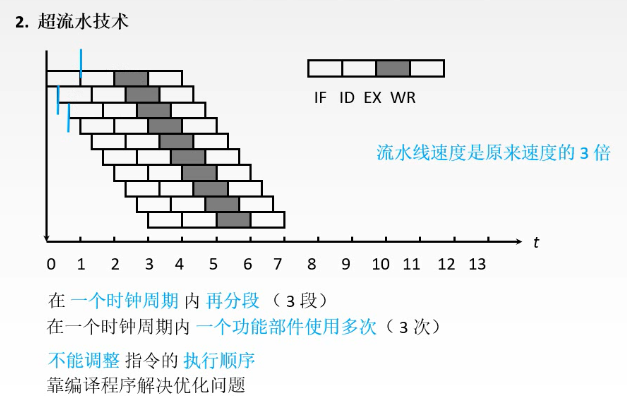 2. 超流水技术
IF ID EX WR
流水线速度是原来速度的 3 倍
t
0 1 2 3 4 5 6 7 8 9 10 11 12 13
在 一个时钟周期 内 再分段 （ 3 段）
在一个时钟周期内 一个功能部件使用多次（ 3 次）
不能调整 指令的 执行顺序
靠编译程序解决优化问题